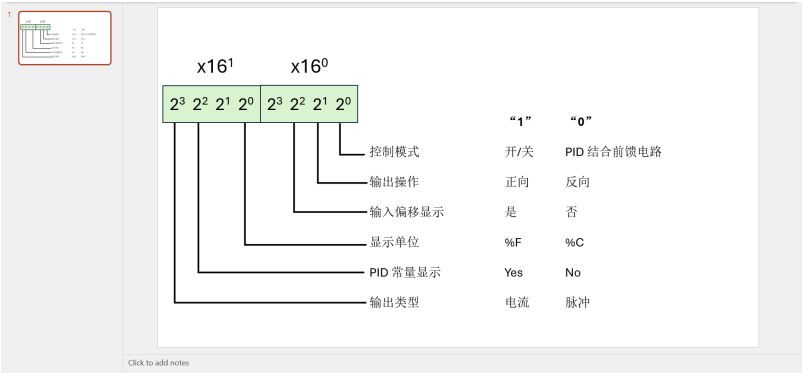 1
x16¹ x16⁰
2³ 2² 2¹ 2⁰ 2³ 2² 2¹ 2⁰
“1” “0”
控制模式 开/关 PID 结合前馈电路
输出操作 正向 反向
输入偏移显示 是 否
显示单位 %F %C
PID 常量显示 Yes No
输出类型 电流 脉冲
Click to add notes